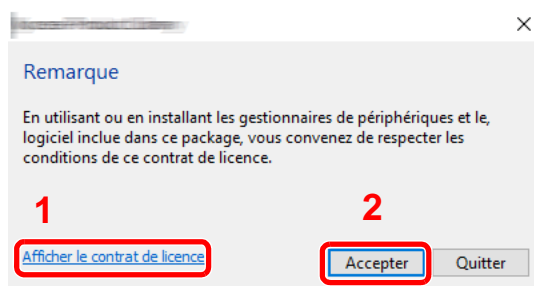 Remarque
En utilisant ou en installant les gestionnaires de périphériques et le,
logiciel inclue dans ce package, vous convenez de respecter les
conditions de ce contrat de licence.
1
2
Afficher le contrat de licence
Accepter
Quitter